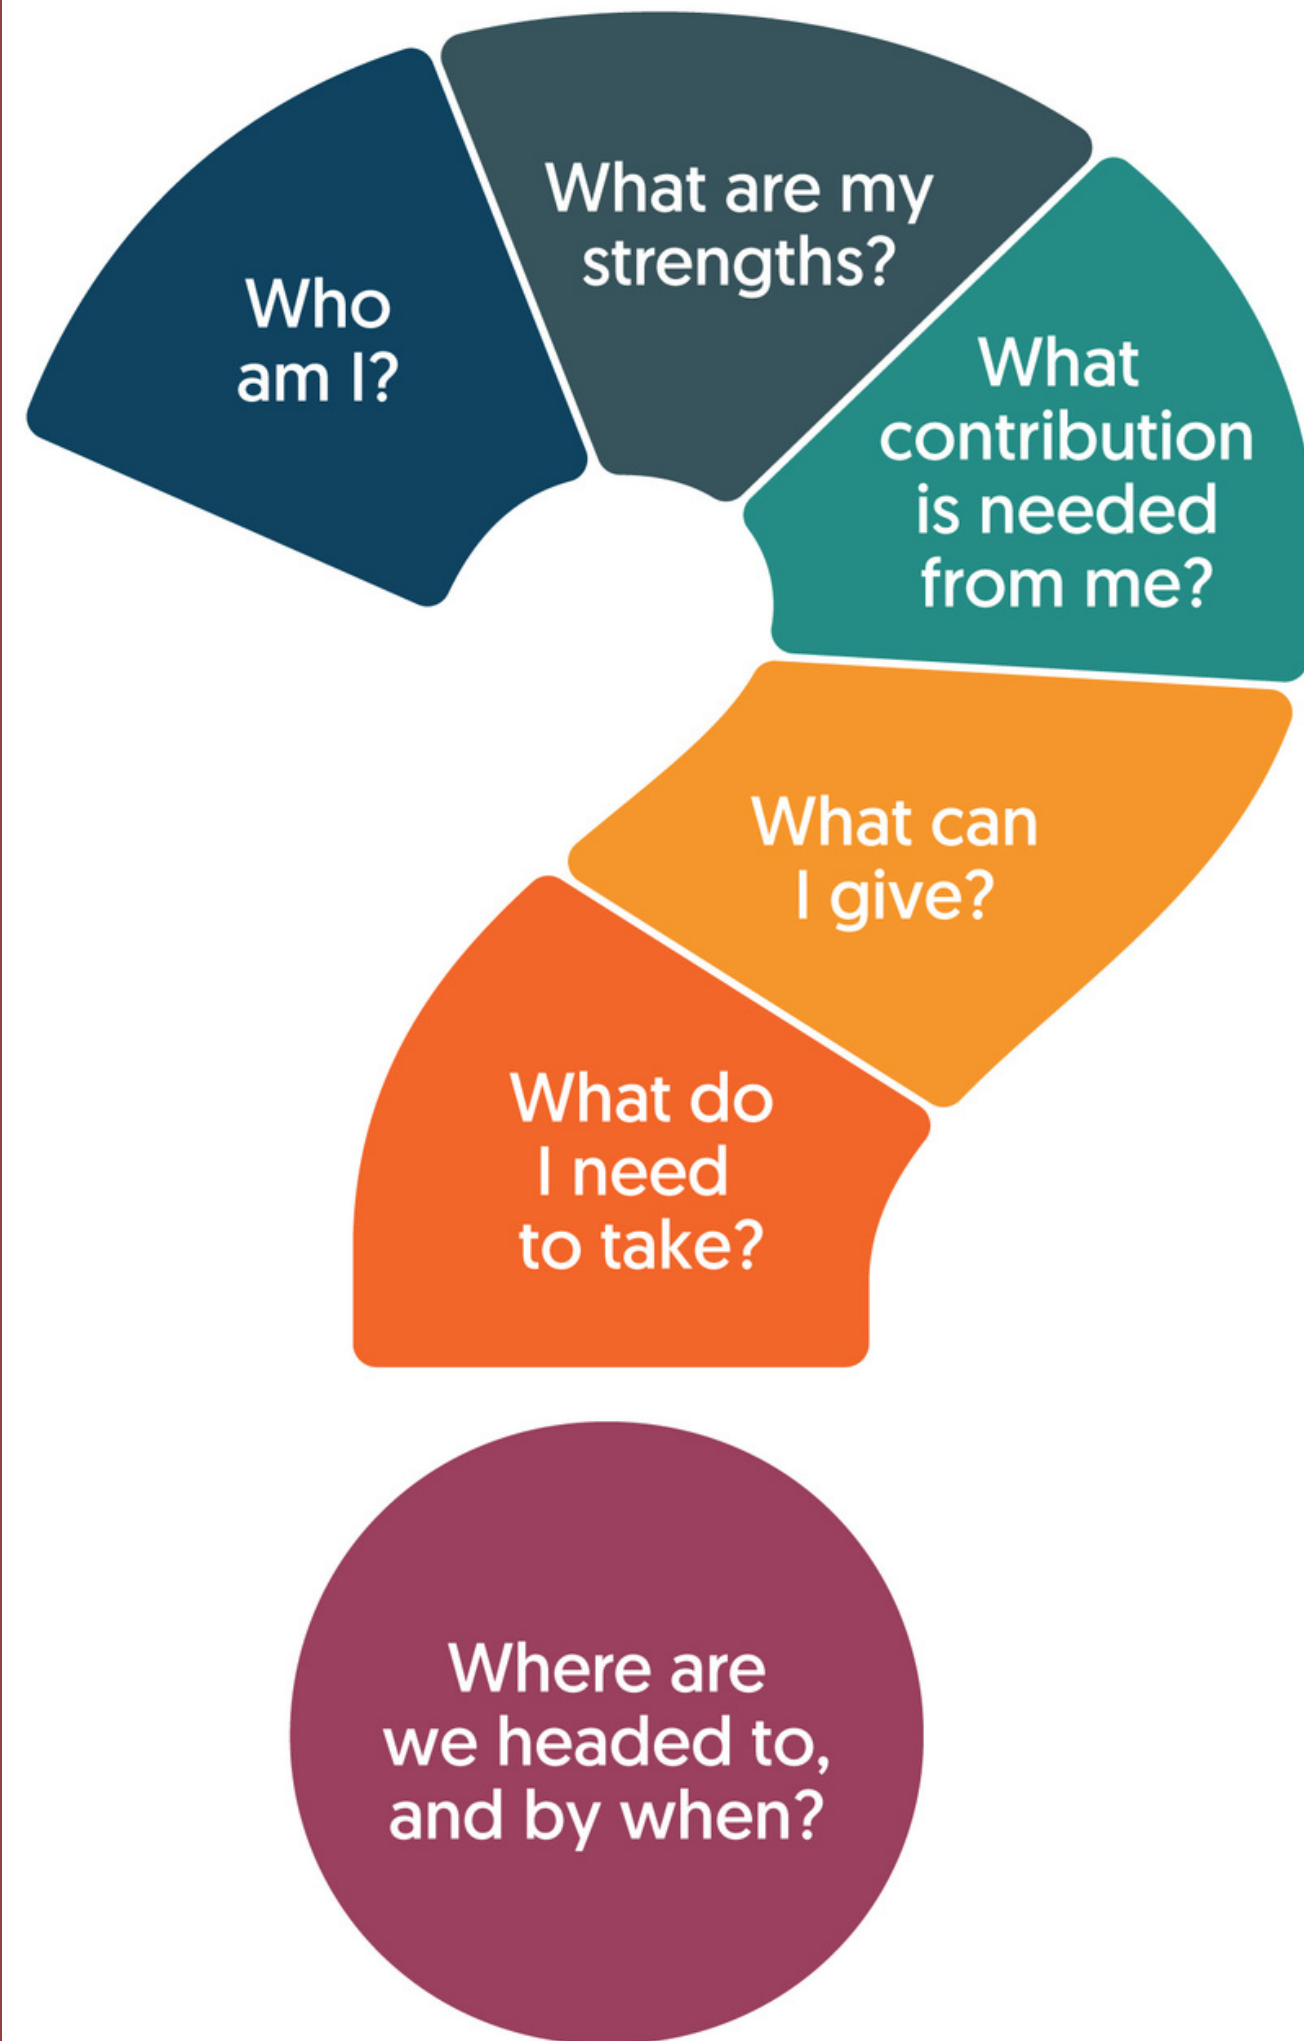 Who
am I?
What are my
strengths?
What
contribution
is needed
from me?
What can
I give?
What do
I need
to take?
Where are
we headed to,
and by when?